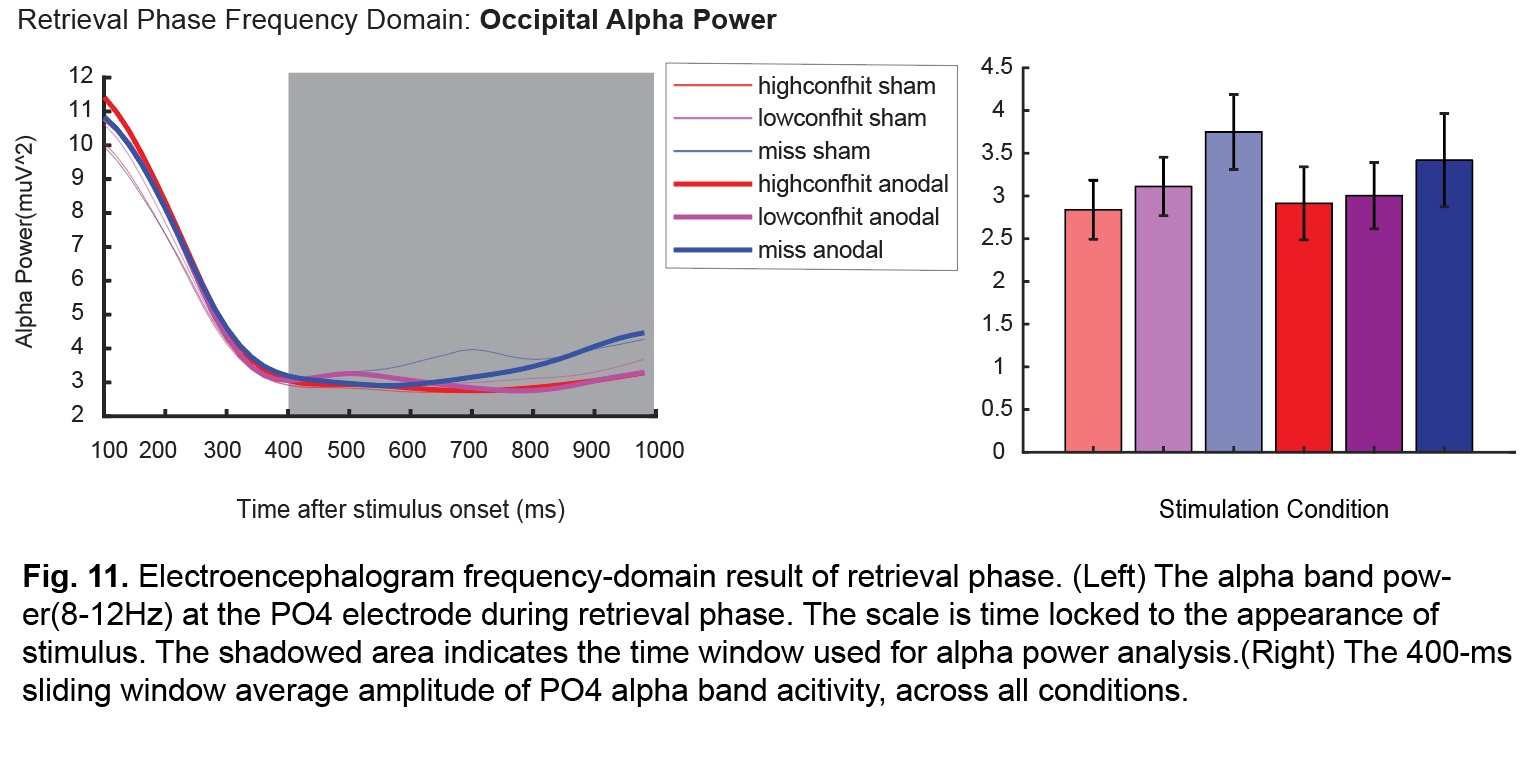 Retrieval Phase Frequency Domain: Occipital Alpha Power
Alpha Power(muV^2)
12
11
10
9
8
7
6
5
4
3
2
100 200 300 400 500 600 700 800 900 1000
Time after stimulus onset (ms)
highconfhit sham
lowconfhit sham
miss sham
highconfhit anodal
lowconfhit anodal
miss anodal
4.5
4
3.5
3
2.5
2
1.5
1
0.5
0
Stimulation Condition
Fig. 11. Electroencephalogram frequency-domain result of retrieval phase. (Left) The alpha band pow-
er(8-12Hz) at the PO4 electrode during retrieval phase. The scale is time locked to the appearance of
stimulus. The shadowed area indicates the time window used for alpha power analysis.(Right) The 400-ms
sliding window average amplitude of PO4 alpha band acitivity, across all conditions.